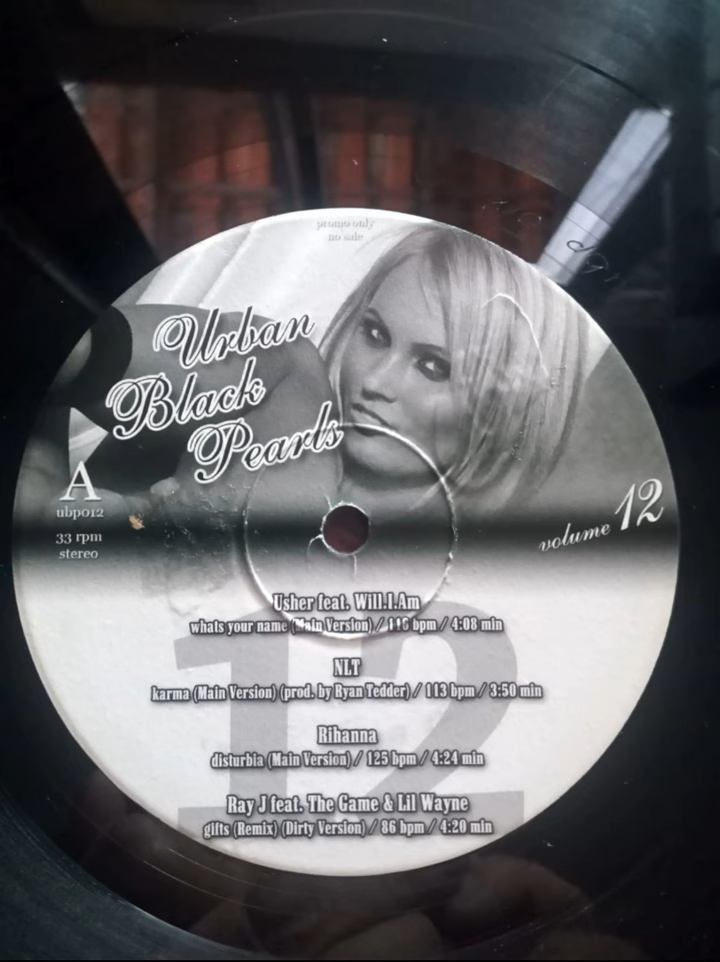 promo only
no sale
Urban
Black
Pearls
A
ubp012
33 rpm
stereo
volume 12
12
Usher feat. Will.I.Am
whats your name (Main Version) / bpm / 4:08 min
NLT
karma (Main Version) (prod. by Ryan Tedder) / 113 bpm / 3:50 min
Rihanna
disturbia (Main Version) / 125 bpm / 4:24 min
Ray J feat. The Game & Lil Wayne
gifts (Remix) (Dirty Version) / 86 bpm / 4:20 min